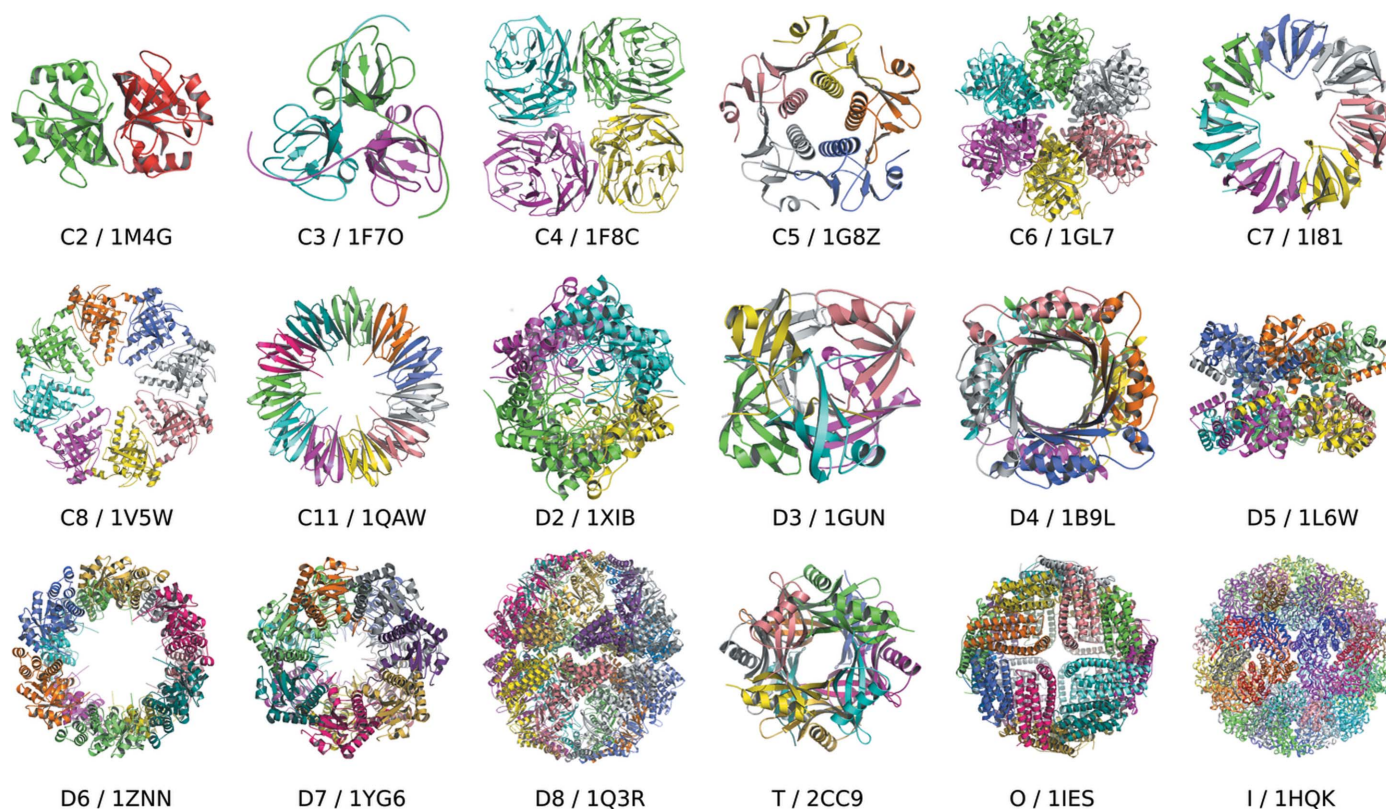 C2 / 1M4G
C3 / 1F7O
C4 / 1F8C
C5 / 1G8Z
C6 / 1GL7
C7 / 1I81
C8 / 1V5W
C11 / 1QAW
D2 / 1XIB
D3 / 1GUN
D4 / 1B9L
D5 / 1L6W
D6 / 1ZNN
D7 / 1YG6
D8 / 1Q3R
T / 2CC9
O / 1IES
I / 1HQK